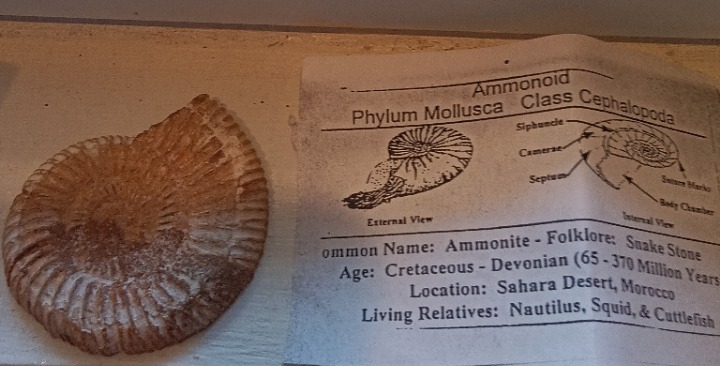 Ammonoid
Phylum Mollusca Class Cephalopoda
Siphuncle
Camerae
Septum
Suture Marks
Body Chamber
External View
Internal View
ommon Name: Ammonite - Folklore: Snake Stone
Age: Cretaceous - Devonian (65 - 370 Million Years
Location: Sahara Desert, Morocco
Living Relatives: Nautilus, Squid, & Cuttlefish